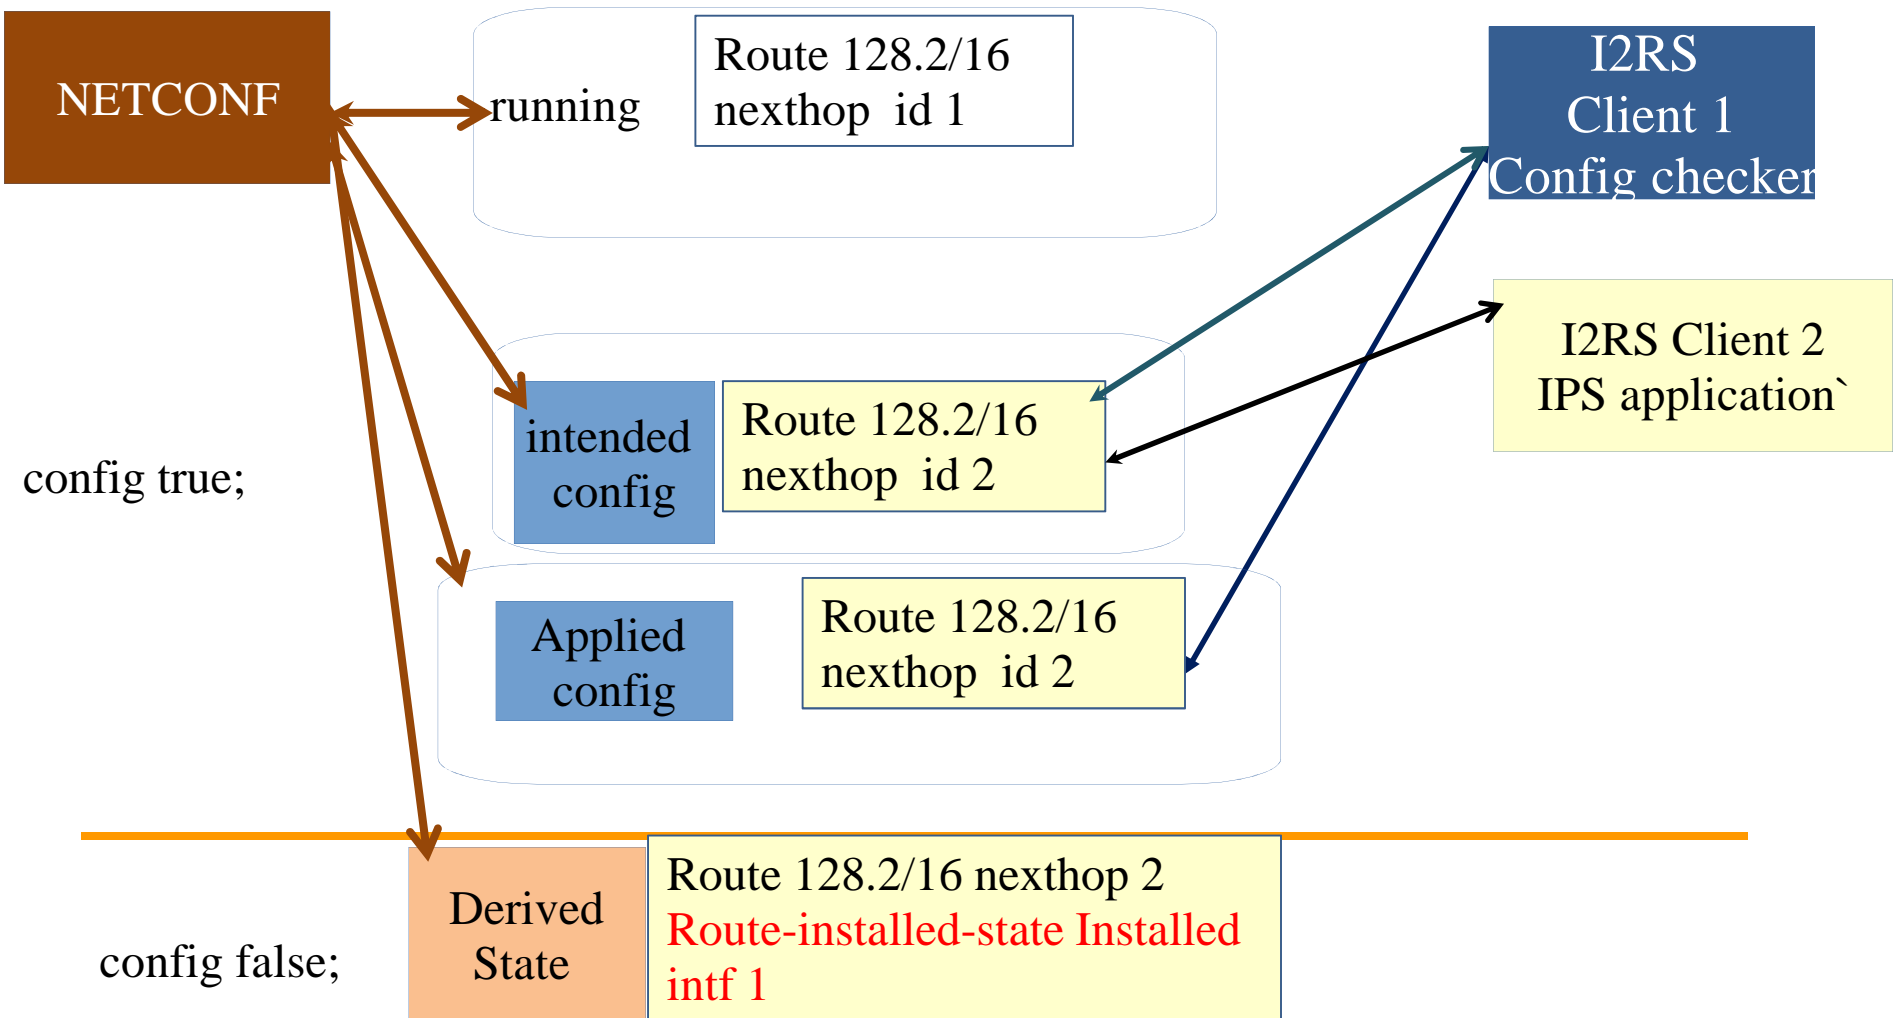 NETCONF
running
Route 128.2/16
nexthop id 1
I2RS
Client 1
Config checker
I2RS Client 2
IPS application`
config true;
intended
config
Route 128.2/16
nexthop id 2
Applied
config
Route 128.2/16
nexthop id 2
config false;
Derived
State
Route 128.2/16 nexthop 2
Route-installed-state Installed
intf 1